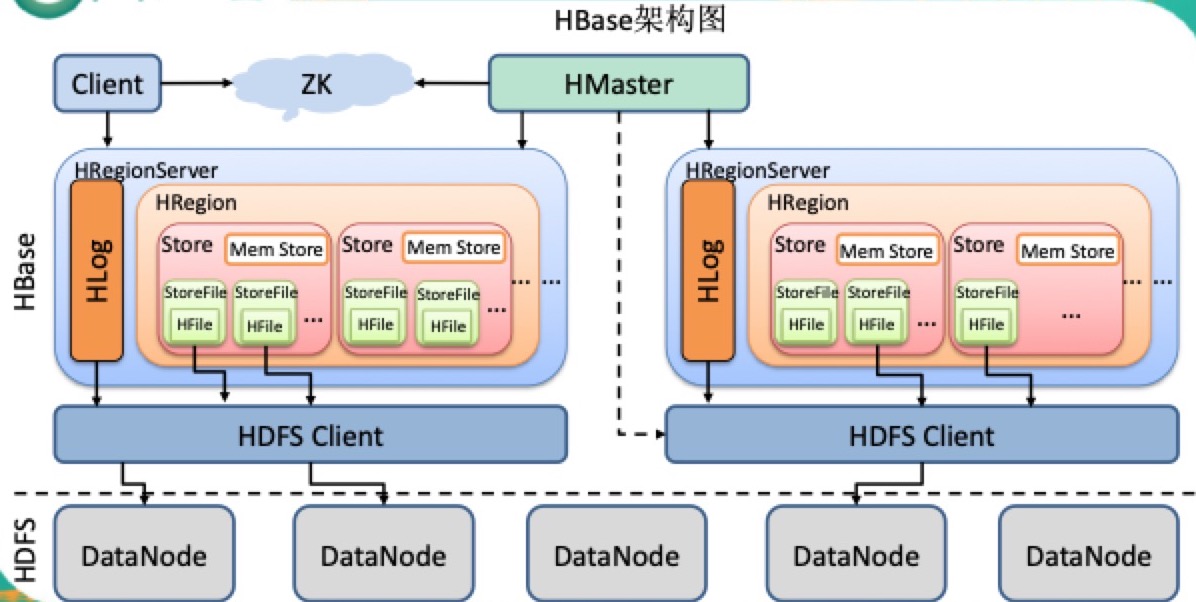 HBase架构图
Client
ZK
HMaster
HBase
HRegionServer
HLog
HRegion
Store
Mem Store
StoreFile
HFile
StoreFile
HFile
...
Store
Mem Store
StoreFile
HFile
StoreFile
HFile
...
... ...
HRegionServer
HLog
HRegion
Store
Mem Store
StoreFile
HFile
StoreFile
HFile
...
Store
Mem Store
StoreFile
HFile
...
... ...
HDFS Client
HDFS Client
HDFS
DataNode
DataNode
DataNode
DataNode
DataNode